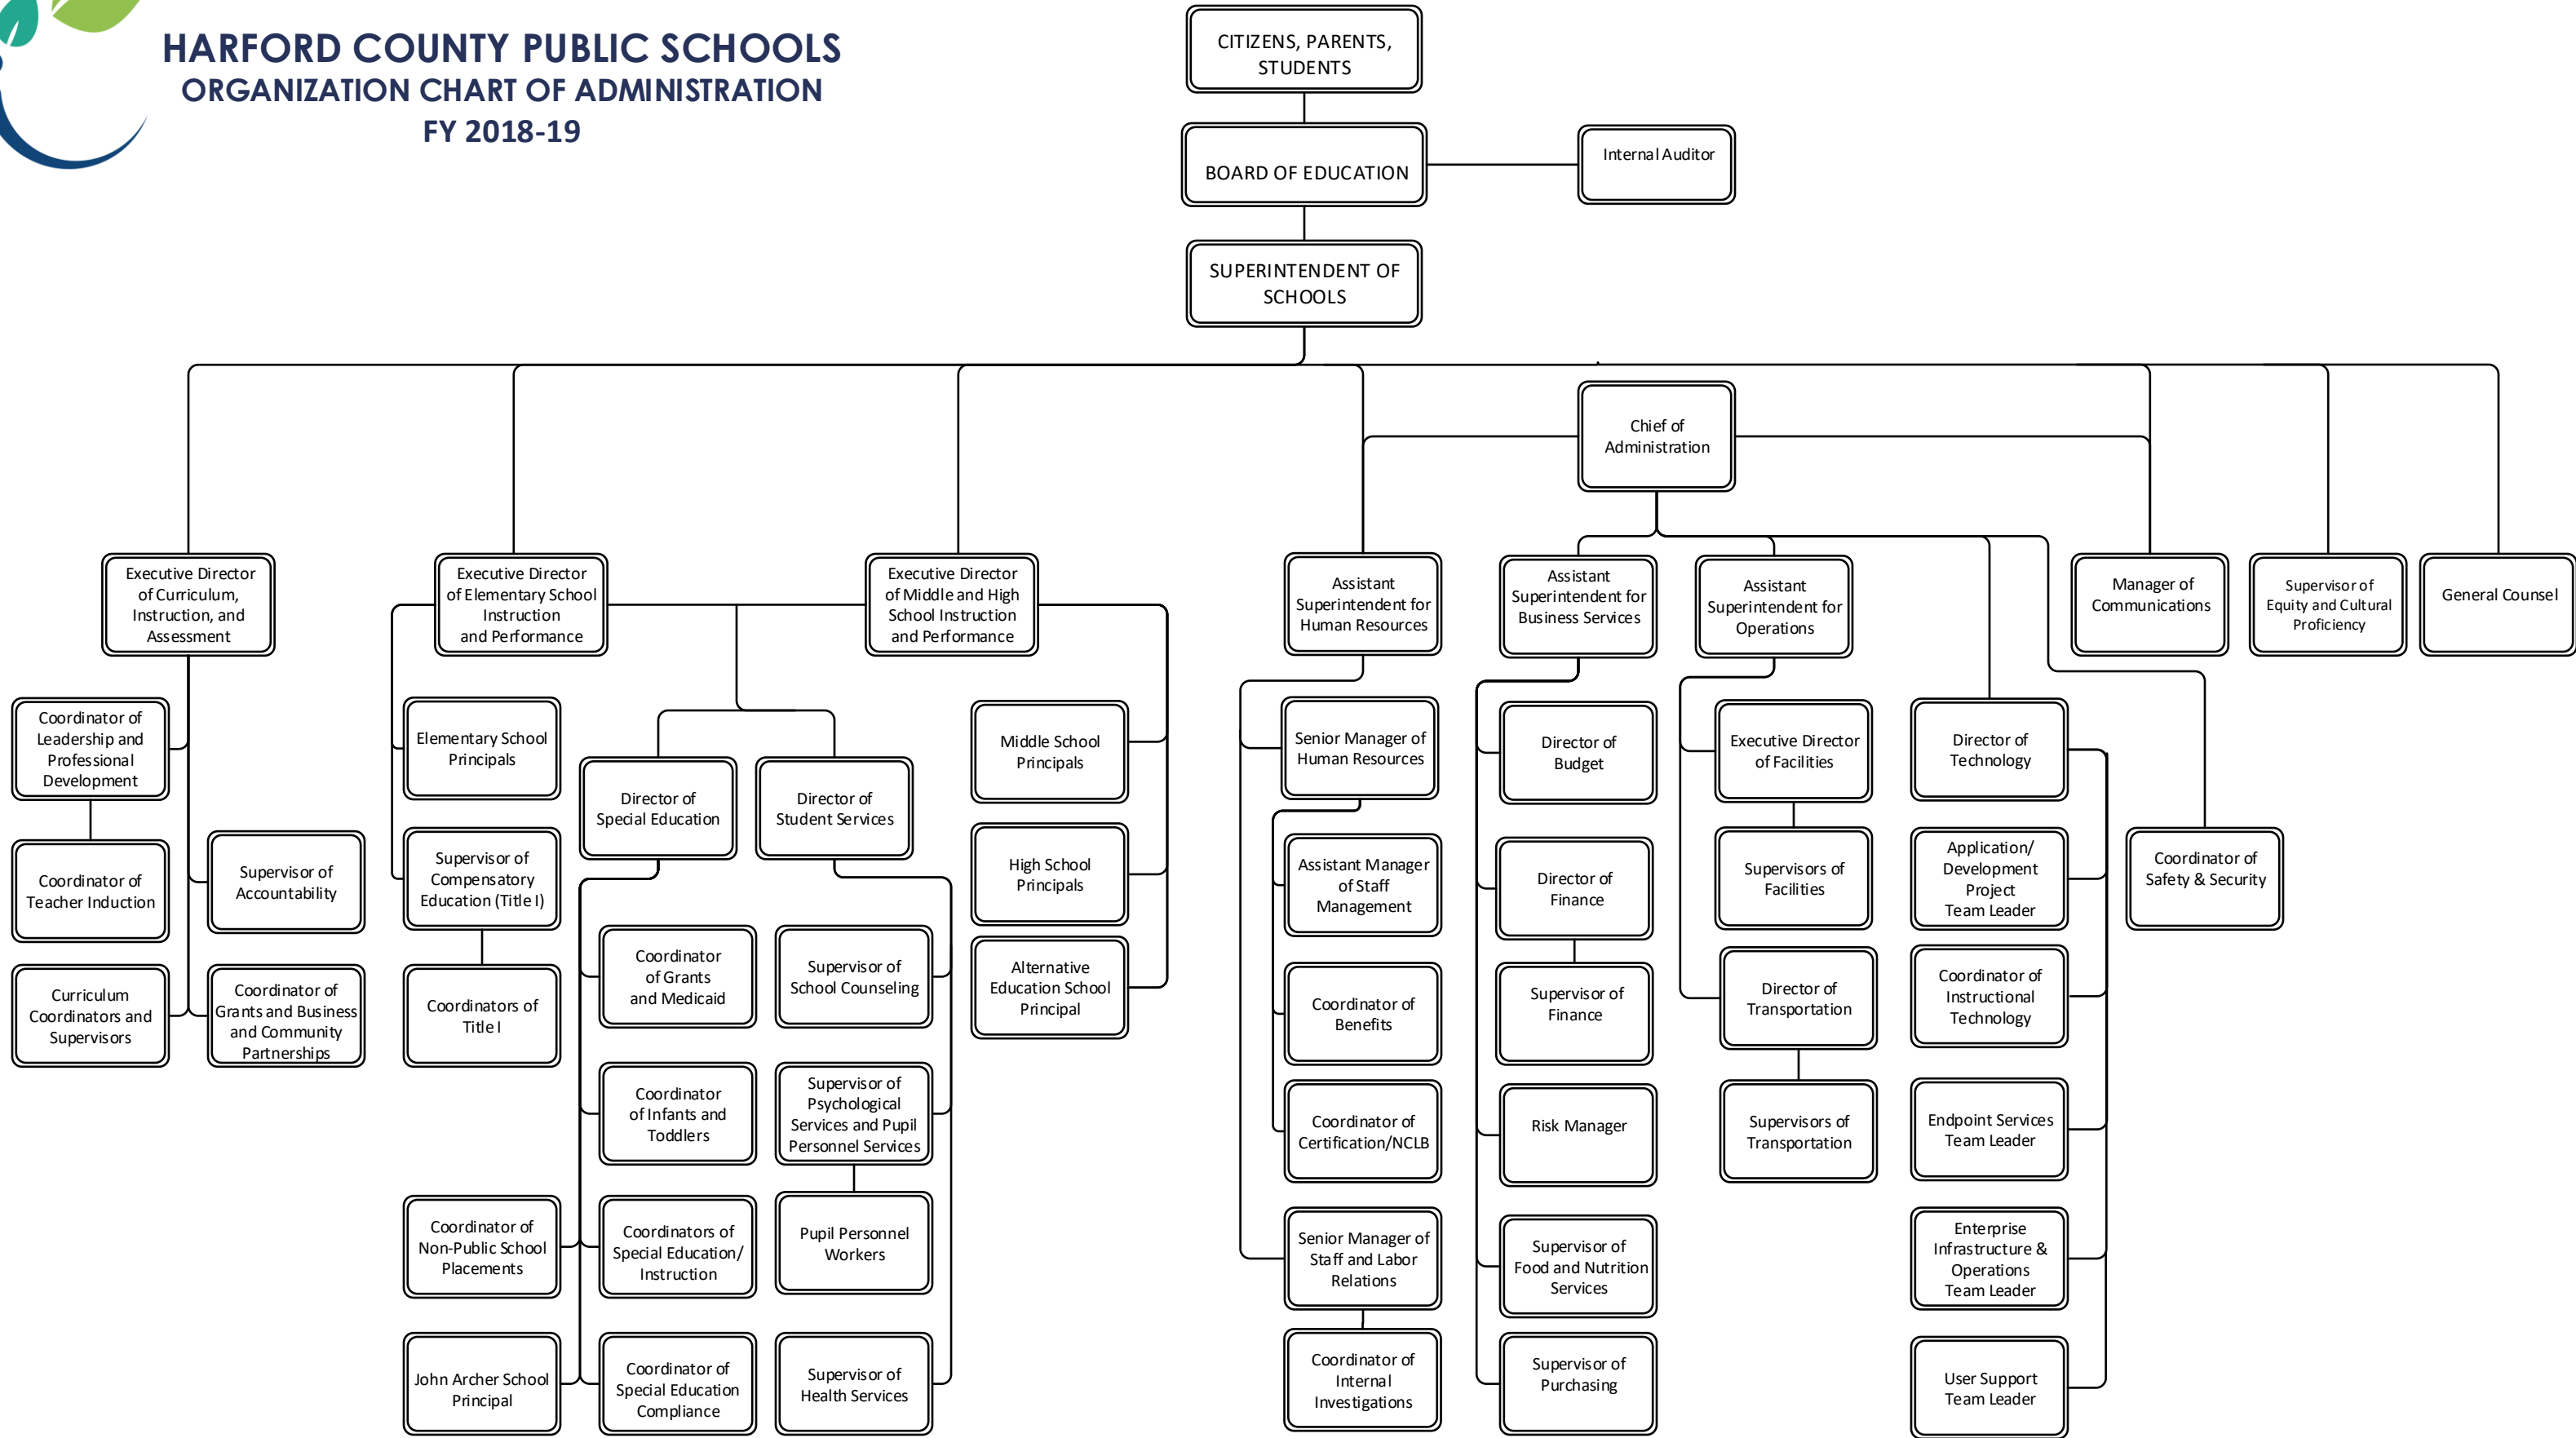 HARFORD COUNTY PUBLIC SCHOOLS
ORGANIZATION CHART OF ADMINISTRATION
FY 2018-19
CITIZENS, PARENTS,
STUDENTS
BOARD OF EDUCATION
Internal Auditor
SUPERINTENDENT OF
SCHOOLS
Chief of
Administration
Executive Director
of Curriculum,
Instruction, and
Assessment
Executive Director
of Elementary School
Instruction
and Performance
Executive Director
of Middle and High
School Instruction
and Performance
Assistant
Superintendent for
Human Resources
Assistant
Superintendent for
Business Services
Assistant
Superintendent for
Operations
Manager of
Communications
Supervisor of
Equity and Cultural
Proficiency
General Counsel
Coordinator of
Leadership and
Professional
Development
Coordinator of
Teacher Induction
Curriculum
Coordinators and
Supervisors
Supervisor of
Accountability
Coordinator of
Grants and Business
and Community
Partnerships
Elementary School
Principals
Supervisor of
Compensatory
Education (Title I)
Coordinators of
Title I
Director of
Special Education
Director of
Student Services
Coordinator
of Grants
and Medicaid
Coordinator
of Infants and
Toddlers
Coordinator of
Non-Public School
Placements
Coordinators of
Special Education/
Instruction
John Archer School
Principal
Coordinator of
Special Education
Compliance
Supervisor of
School Counseling
Supervisor of
Psychological
Services and Pupil
Personnel Services
Pupil Personnel
Workers
Supervisor of
Health Services
Middle School
Principals
High School
Principals
Alternative
Education School
Principal
Senior Manager of
Human Resources
Assistant Manager
of Staff
Management
Coordinator of
Benefits
Coordinator of
Certification/NCLB
Senior Manager of
Staff and Labor
Relations
Coordinator of
Internal
Investigations
Director of
Budget
Director of
Finance
Supervisor of
Finance
Risk Manager
Supervisor of
Food and Nutrition
Services
Supervisor of
Purchasing
Executive Director
of Facilities
Supervisors of
Facilities
Director of
Transportation
Supervisors of
Transportation
Director of
Technology
Application/
Development
Project
Team Leader
Coordinator of
Instructional
Technology
Endpoint Services
Team Leader
Enterprise
Infrastructure &
Operations
Team Leader
User Support
Team Leader
Coordinator of
Safety & Security